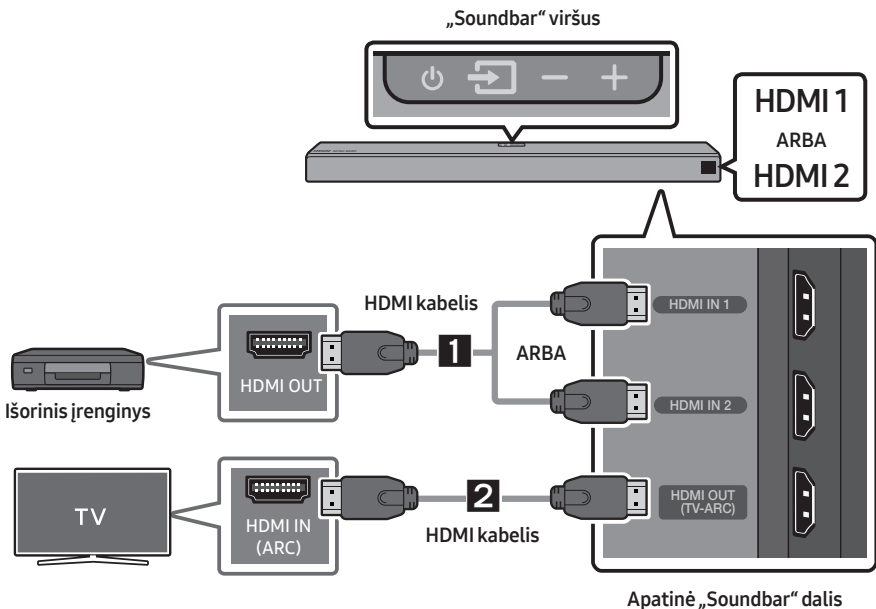 „Soundbar“ viršus
HDMI 1
ARBA
HDMI 2
HDMI kabelis
HDMI IN 1
1
ARBA
HDMI OUT
Išorinis įrenginys
HDMI IN 2
TV
HDMI IN
(ARC)
2
HDMI kabelis
HDMI OUT
(TV-ARC)
Apatinė „Soundbar“ dalis